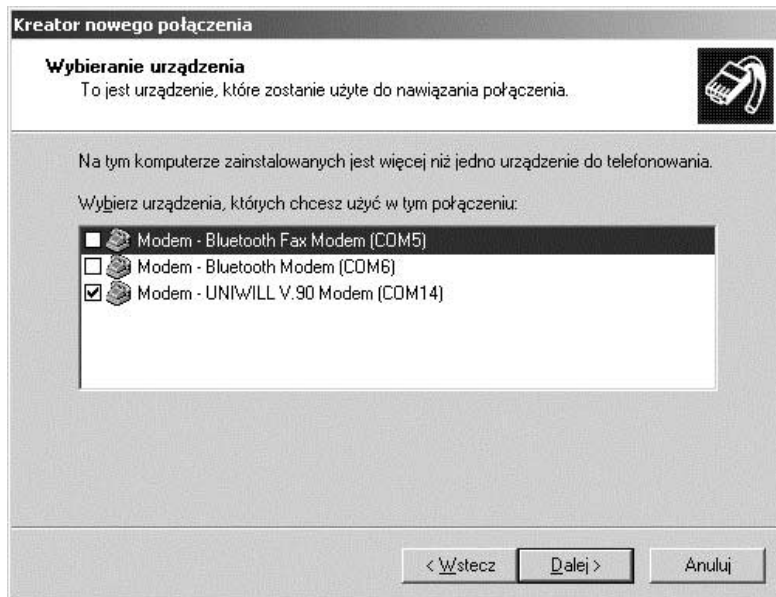 Kreator nowego połączenia
Wybieranie urządzenia
To jest urządzenie, które zostanie użyte do nawiązania połączenia.
Na tym komputerze zainstalowanych jest więcej niż jedno urządzenie do telefonowania.
Wybierz urządzenia, których chcesz użyć w tym połączeniu:
Modem - Bluetooth Fax Modem (COM5)
Modem - Bluetooth Modem (COM6)
Modem - UNIWILL V.90 Modem (COM14)
< Wstecz Dalej > Anuluj